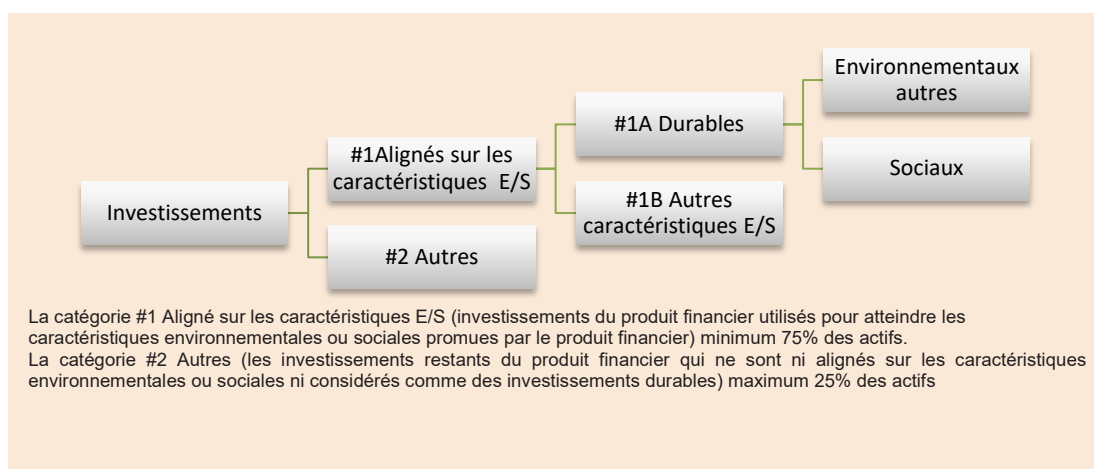 Environnementaux
autres
#1A Durables
#1Alignés sur les
caractéristiques E/S
Sociaux
Investissements
#1B Autres
caractéristiques E/S
#2 Autres
La catégorie #1 Aligné sur les caractéristiques E/S (investissements du produit financier utilisés pour atteindre les
caractéristiques environnementales ou sociales promues par le produit financier) minimum 75% des actifs.
La catégorie #2 Autres (les investissements restants du produit financier qui ne sont ni alignés sur les caractéristiques
environnementales ou sociales ni considérés comme des investissements durables) maximum 25% des actifs